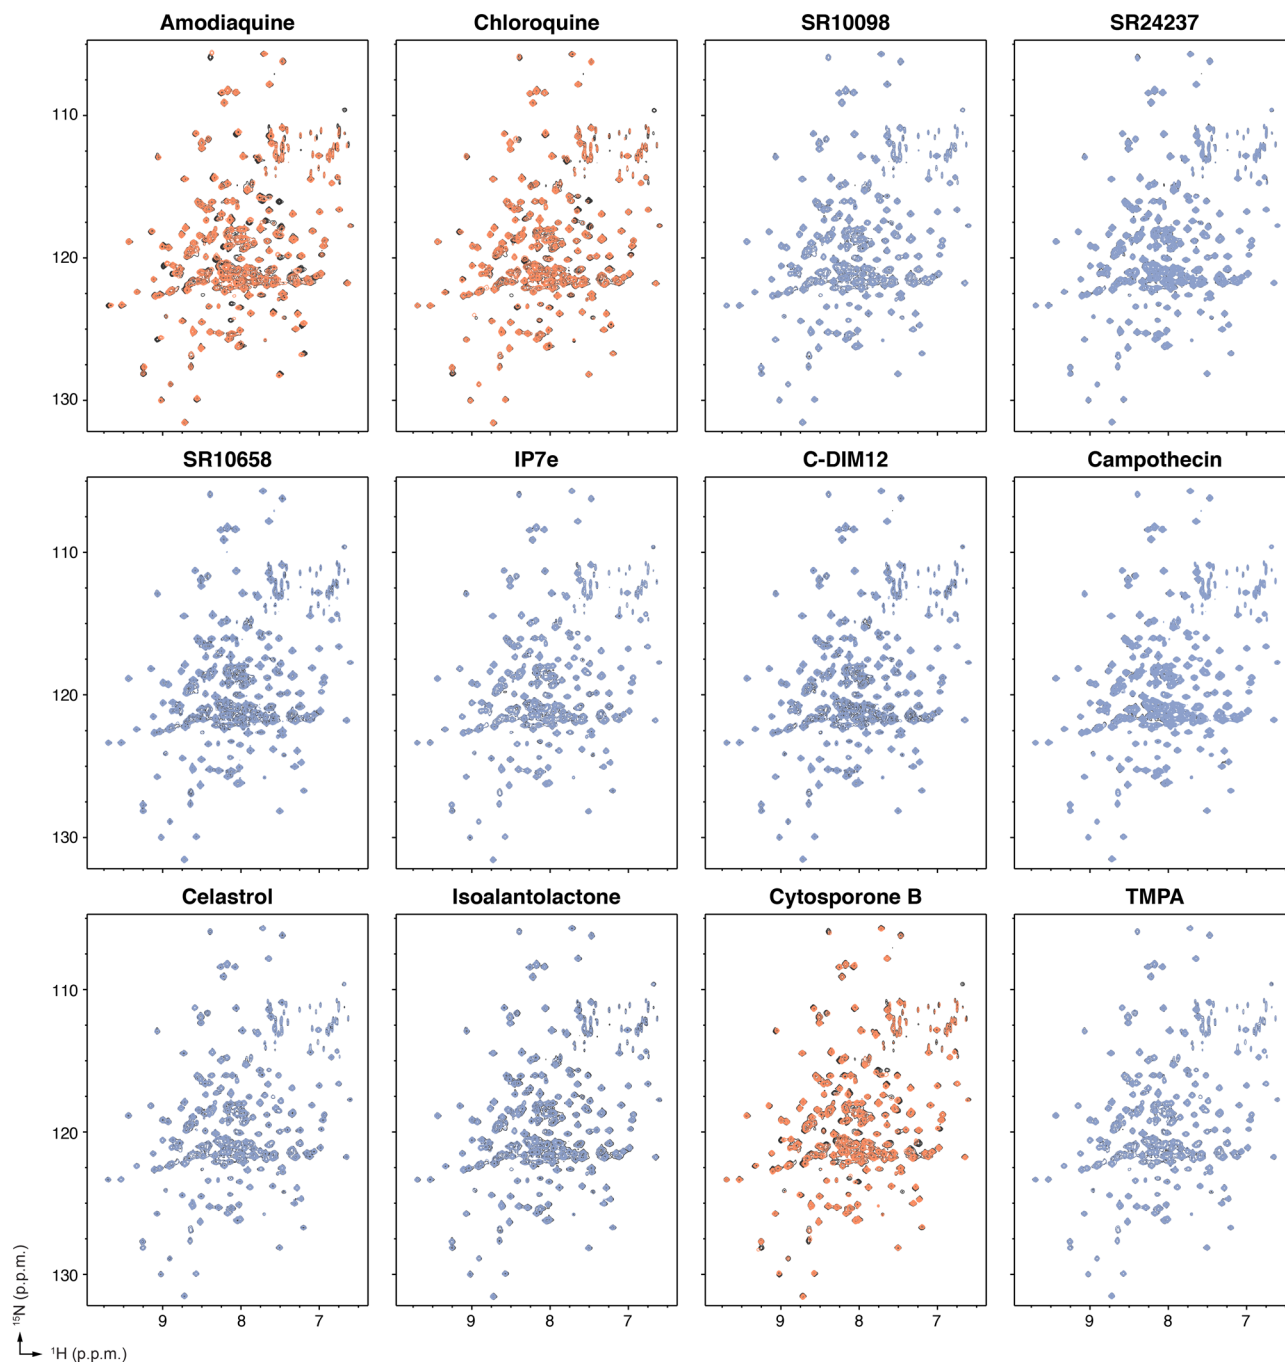 Amodiaquine Chloroquine SR10098 SR24237
110
120
130
SR10658 IP7e C-DIM12 Campothecin
110
120
130
Celastrol Isoalantolactone Cytosporone B TMPA
110
120
130
9 8 7 9 8 7 9 8 7 9 8 7
¹⁵N (p.p.m.)
¹H (p.p.m.)